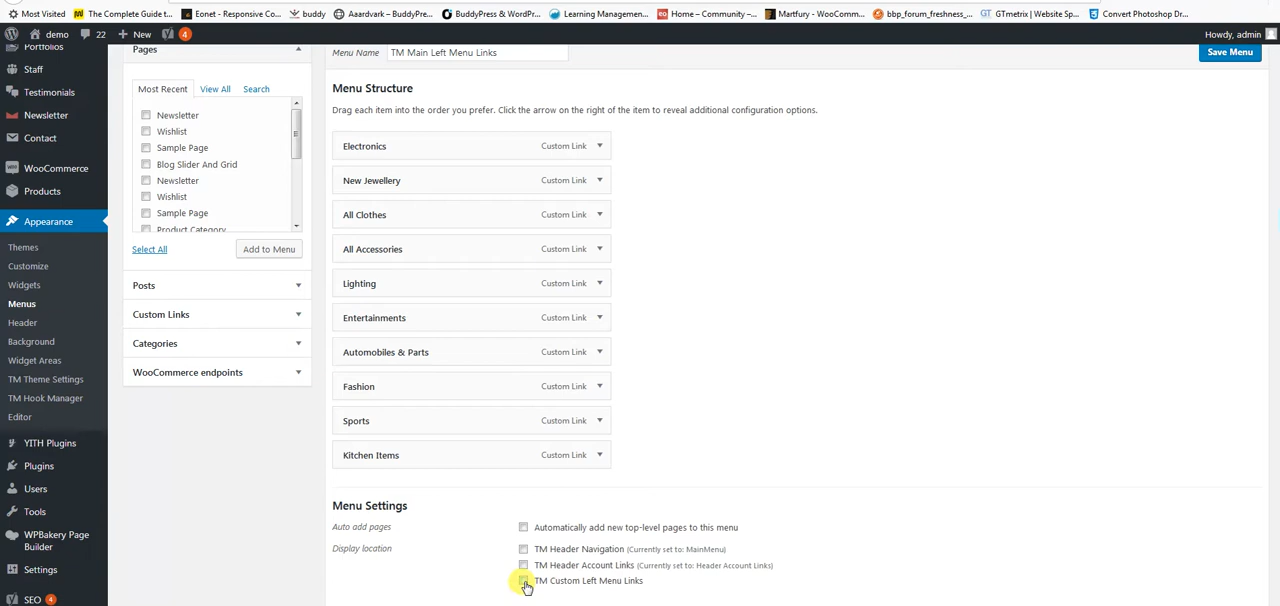 Most Visited The Complete Guide t... Eonet - Responsive Co... buddy Aardvark – BuddyPre... BuddyPress & WordPr... Learning Managemen... Home – Community –... Martfury – WooComm... bbp_forum_freshness_... GTmetrix | Website Sp... Convert Photoshop Dr...
demo 22 New 4 Howdy, admin
Portfolios
Staff
Testimonials
Newsletter
Contact
WooCommerce
Products
Appearance
Themes
Customize
Widgets
Menus
Header
Background
Widget Areas
TM Theme Settings
TM Hook Manager
Editor
YITH Plugins
Plugins
Users
Tools
WPBakery Page
Builder
Settings
SEO 4
Pages
Most Recent View All Search
Newsletter
Wishlist
Sample Page
Blog Slider And Grid
Newsletter
Wishlist
Sample Page
Product Category
Select All Add to Menu
Posts
Custom Links
Categories
WooCommerce endpoints
Menu Name TM Main Left Menu Links Save Menu
Menu Structure
Drag each item into the order you prefer. Click the arrow on the right of the item to reveal additional configuration options.
Electronics Custom Link
New Jewellery Custom Link
All Clothes Custom Link
All Accessories Custom Link
Lighting Custom Link
Entertainments Custom Link
Automobiles & Parts Custom Link
Fashion Custom Link
Sports Custom Link
Kitchen Items Custom Link
Menu Settings
Auto add pages Automatically add new top-level pages to this menu
Display location TM Header Navigation (Currently set to: MainMenu)
TM Header Account Links (Currently set to: Header Account Links)
TM Custom Left Menu Links